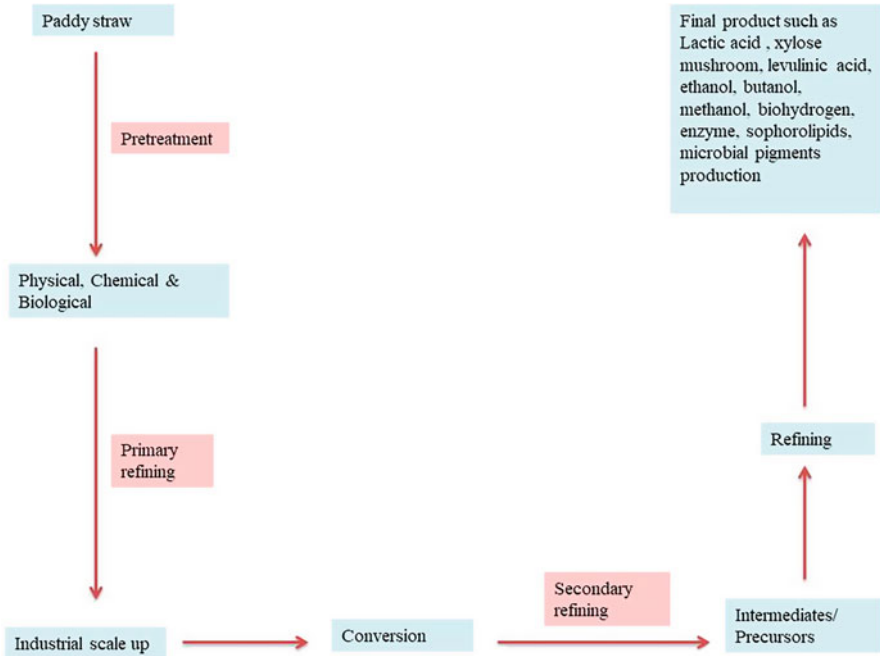 Paddy straw
Pretreatment
Physical, Chemical &
Biological
Primary
refining
Industrial scale up
Conversion
Secondary
refining
Intermediates/
Precursors
Refining
Final product such as
Lactic acid , xylose
mushroom, levulinic acid,
ethanol, butanol,
methanol, biohydrogen,
enzyme, sophorolipids,
microbial pigments
production